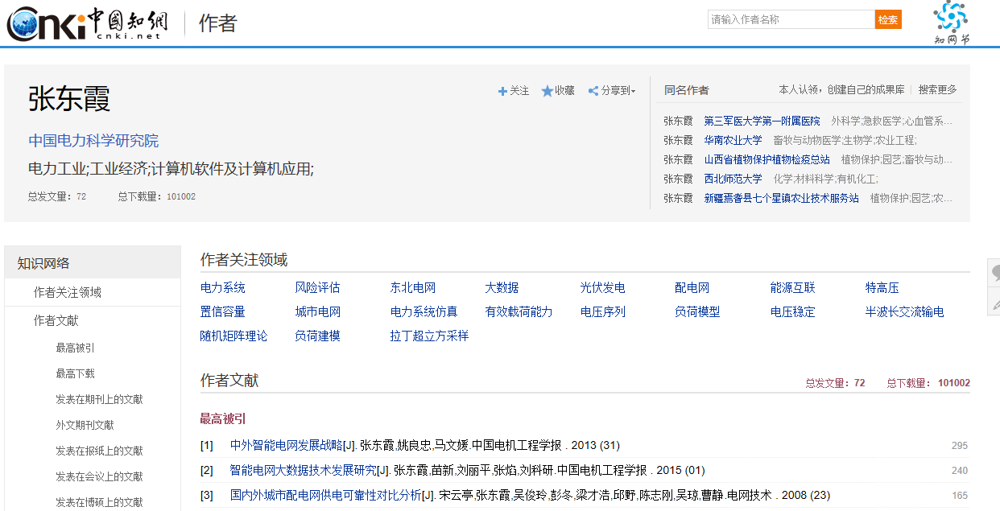 cnki 中国知網
cnki.net
作者
请输入作者名称
检索
知网节
张东霞
中国电力科学研究院
电力工业;工业经济;计算机软件及计算机应用;
总发文量：72 总下载量：101002
关注 收藏 分享到
同名作者 本人认领，创建自己的成果库 | 搜索更多
张东霞 第三军医大学第一附属医院 外科学;急救医学;心血管系...
张东霞 华南农业大学 畜牧与动物医学;生物学;农业工程;
张东霞 山西省植物保护植物检疫总站 植物保护;园艺;畜牧与动...
张东霞 西北师范大学 化学;材料科学;有机化工;
张东霞 新疆焉耆县七个星镇农业技术服务站 植物保护;园艺;农...
知识网络
作者关注领域
作者文献
最高被引
最高下载
发表在期刊上的文献
外文期刊文献
发表在报纸上的文献
发表在会议上的文献
发表在博硕上的文献
作者关注领域
电力系统 风险评估 东北电网 大数据 光伏发电 配电网 能源互联 特高压
置信容量 城市电网 电力系统仿真 有效载荷能力 电压序列 负荷模型 电压稳定 半波长交流输电
随机矩阵理论 负荷建模 拉丁超立方采样
作者文献 总发文量：72 总下载量：101002
最高被引
[1] 中外智能电网发展战略[J]. 张东霞,姚良忠,马文媛.中国电机工程学报 . 2013 (31) 295
[2] 智能电网大数据技术发展研究[J]. 张东霞,苗新,刘丽平,张焰,刘科研.中国电机工程学报 . 2015 (01) 240
[3] 国内外城市配电网供电可靠性对比分析[J]. 宋云亭,张东霞,吴俊玲,彭冬,梁才浩,邱野,陈志刚,吴琼,曹静.电网技术 . 2008 (23) 165